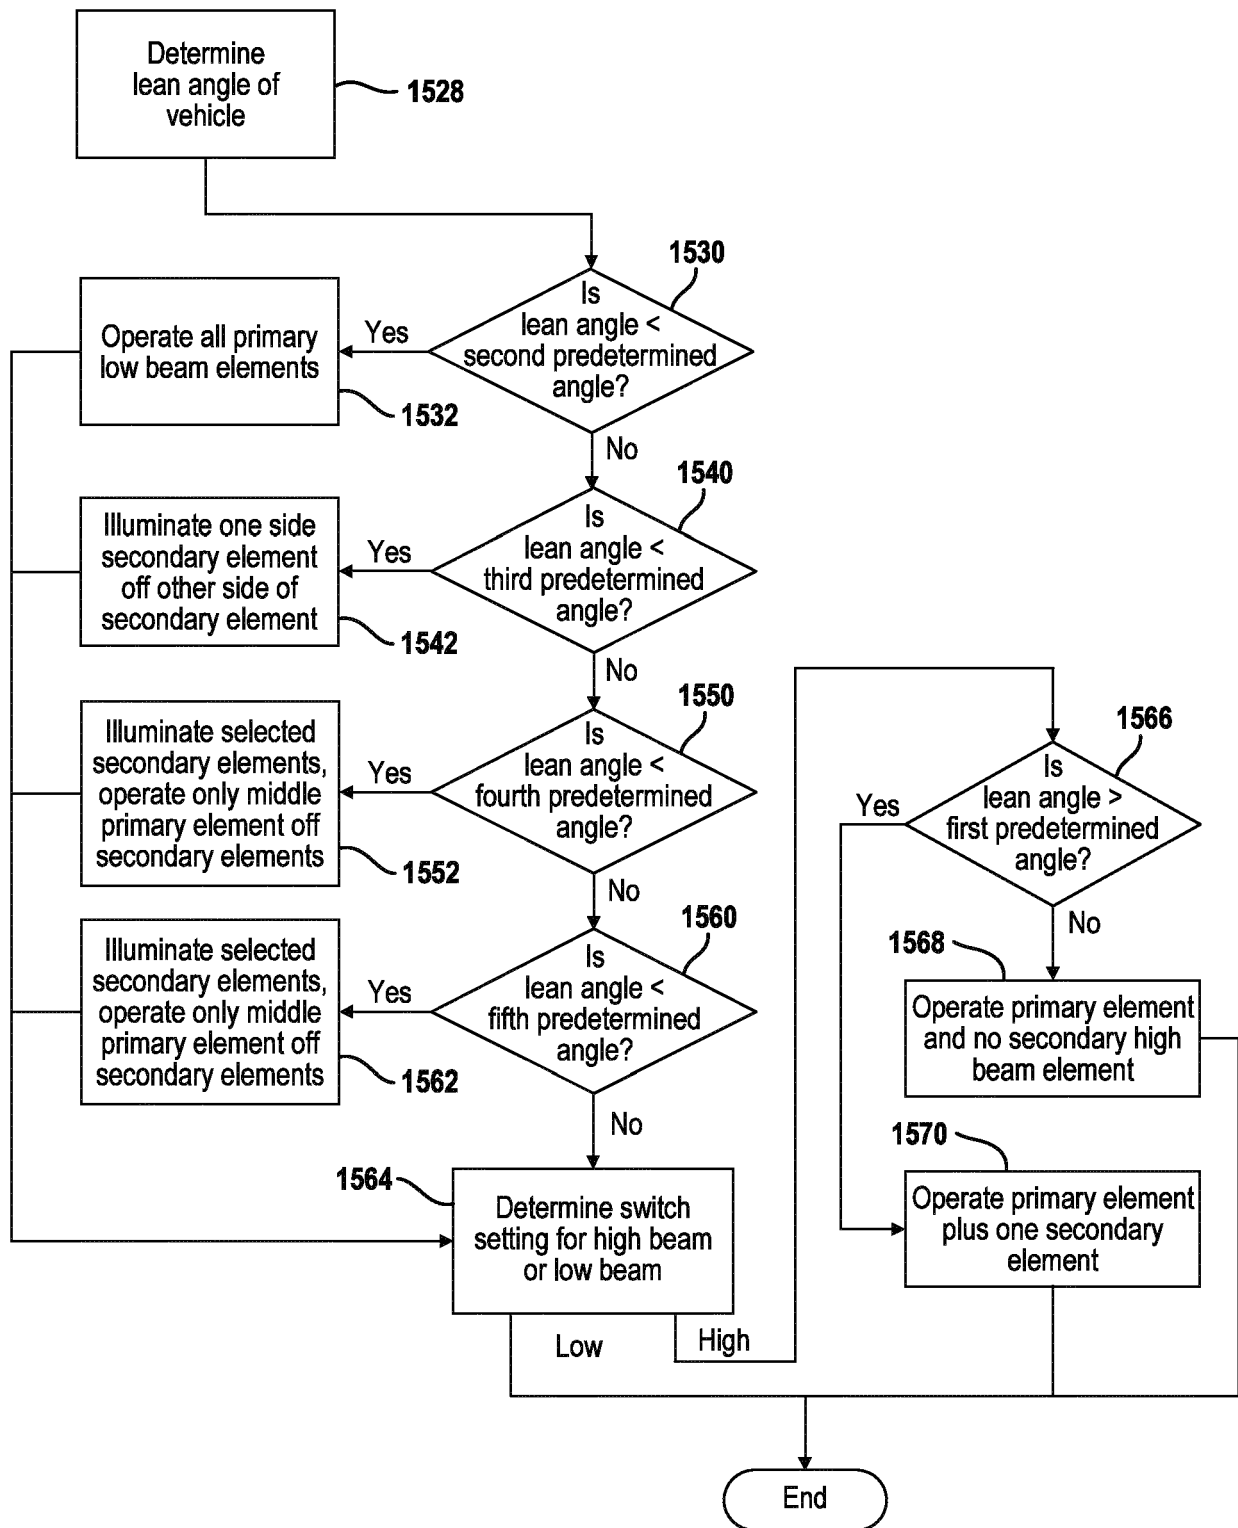 Determine
lean angle of
vehicle
1528
1530
Is
lean angle <
second predetermined
angle?
Yes
Operate all primary
low beam elements
1532
No
1540
Is
lean angle <
third predetermined
angle?
Yes
Illuminate one side
secondary element
off other side of
secondary element
1542
No
1550
Is
lean angle <
fourth predetermined
angle?
Yes
Illuminate selected
secondary elements,
operate only middle
primary element off
secondary elements
1552
No
1560
Is
lean angle <
fifth predetermined
angle?
Yes
Illuminate selected
secondary elements,
operate only middle
primary element off
secondary elements
1562
No
1564
Determine switch
setting for high beam
or low beam
Low
High
1566
Is
lean angle >
first predetermined
angle?
Yes
No
1568
Operate primary element
and no secondary high
beam element
1570
Operate primary element
plus one secondary
element
End